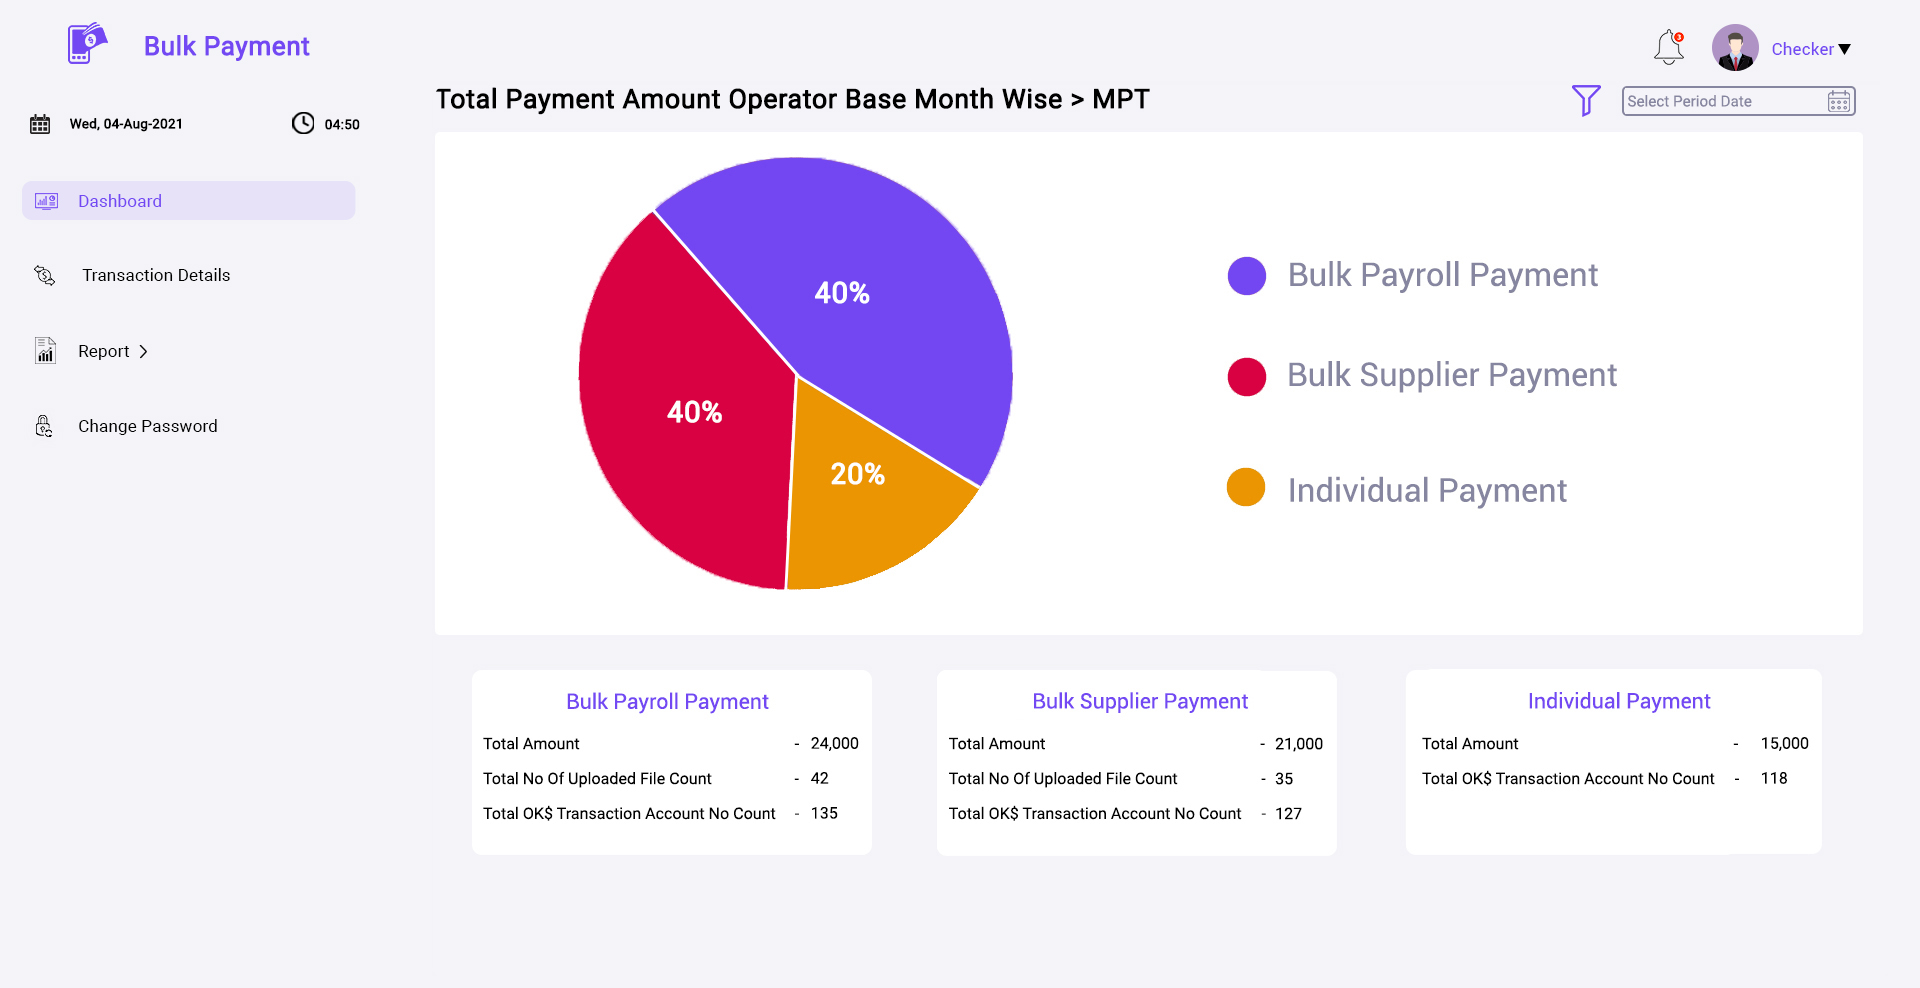 Bulk Payment
3
Checker
Total Payment Amount Operator Base Month Wise > MPT
Select Period Date
Wed, 04-Aug-2021
04:50
Dashboard
Transaction Details
Report
Change Password
40%
40%
20%
Bulk Payroll Payment
Bulk Supplier Payment
Individual Payment
Bulk Payroll Payment
Total Amount - 24,000
Total No Of Uploaded File Count - 42
Total OK$ Transaction Account No Count - 135
Bulk Supplier Payment
Total Amount - 21,000
Total No Of Uploaded File Count - 35
Total OK$ Transaction Account No Count - 127
Individual Payment
Total Amount - 15,000
Total OK$ Transaction Account No Count - 118